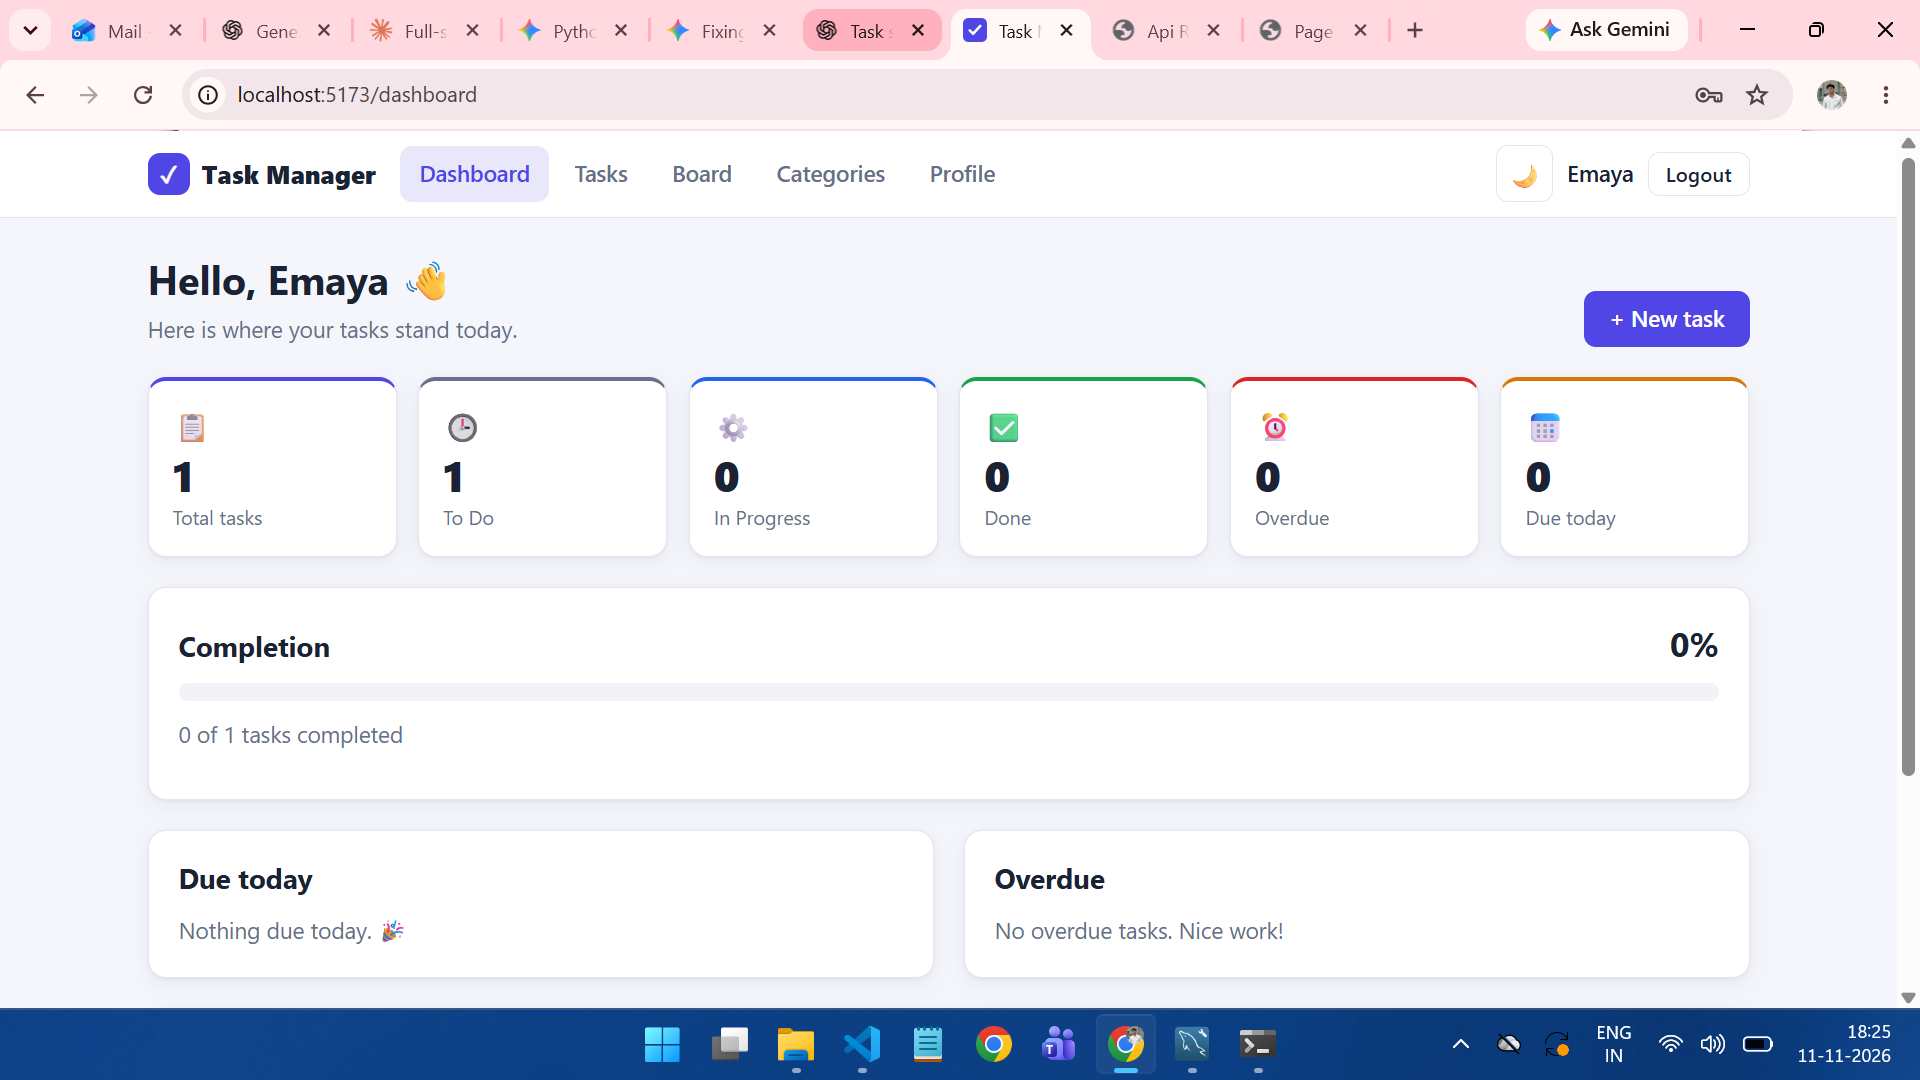 Mail
Gene
Full-s
Pytho
Fixing
Task s
Task M
Api R
Page
Ask Gemini
localhost:5173/dashboard
Task Manager
Dashboard
Tasks
Board
Categories
Profile
Emaya
Logout
Hello, Emaya 👋
Here is where your tasks stand today.
+ New task
1
Total tasks
1
To Do
0
In Progress
0
Done
0
Overdue
0
Due today
Completion
0%
0 of 1 tasks completed
Due today
Nothing due today. 🎉
Overdue
No overdue tasks. Nice work!
ENG
IN
18:25
11-11-2026